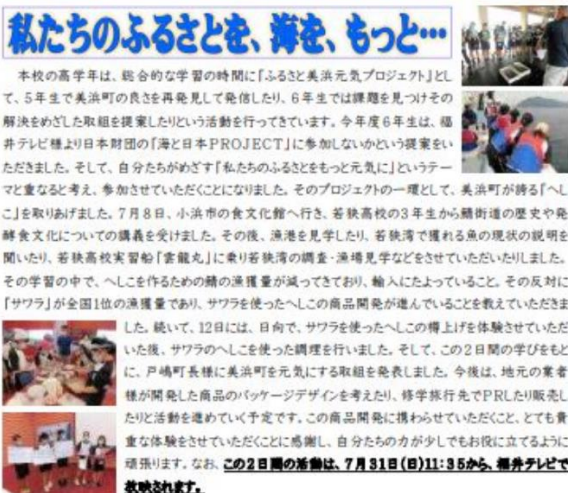 私たちのふるさとを、海を、もっと…
本校の高学年は、総合的な学習の時間に『ふるさと美浜元気プロジェクト』とし
て、5年生で美浜町の良さを再発見して発信したり、6年生では課題を見つけその
解決をめざした取組を提案したりという活動を行ってきています。今年度6年生は、福
井テレビ様より日本財団の『海と日本PROJECT』に参加しないかという提案をい
ただきました。そして、自分たちがめざす『私たちのふるさとをもっと元気に』というテー
マと重なると考え、参加させていただくことになりました。そのプロジェクトの一環として、美浜町が誇る『へし
こ』を取りあげました。7月8日、小浜市の食文化館へ行き、若狭高校の3年生から鯖街道の歴史や発
酵食文化についての講義を受けました。その後、漁港を見学したり、若狭湾で獲れる魚の現状の説明を
聞いたり、若狭高校実習船『雲龍丸』に乗り若狭湾の調査・漁場見学などをさせていただいたりしました。
その学習の中で、へしこを作るための鯖の漁獲量が減ってきており、輸入にたよっていること。その反対に
『サワラ』が全国1位の漁獲量であり、サワラを使ったへしこの商品開発が進んでいることを教えていただきま
した。続いて、12日には、日向で、サワラを使ったへしこの樽上げを体験させていただ
いた後、サワラのへしこを使った調理を行いました。そして、この2日間の学びをもと
に、戸嶋町長様に美浜町を元気にする取組を発表しました。今後は、地元の業者
様が開発した商品のパッケージデザインを考えたり、修学旅行先でPRしたり販売し
たりと活動を進めていく予定です。この商品開発に携わらせていただくこと、とても貴
重な体験をさせていただくことに感謝し、自分たちの力が少しでもお役に立てるように
頑張ります。なお、この2日間の活動は、7月31日(日)11:35から、福井テレビで
放映されます。